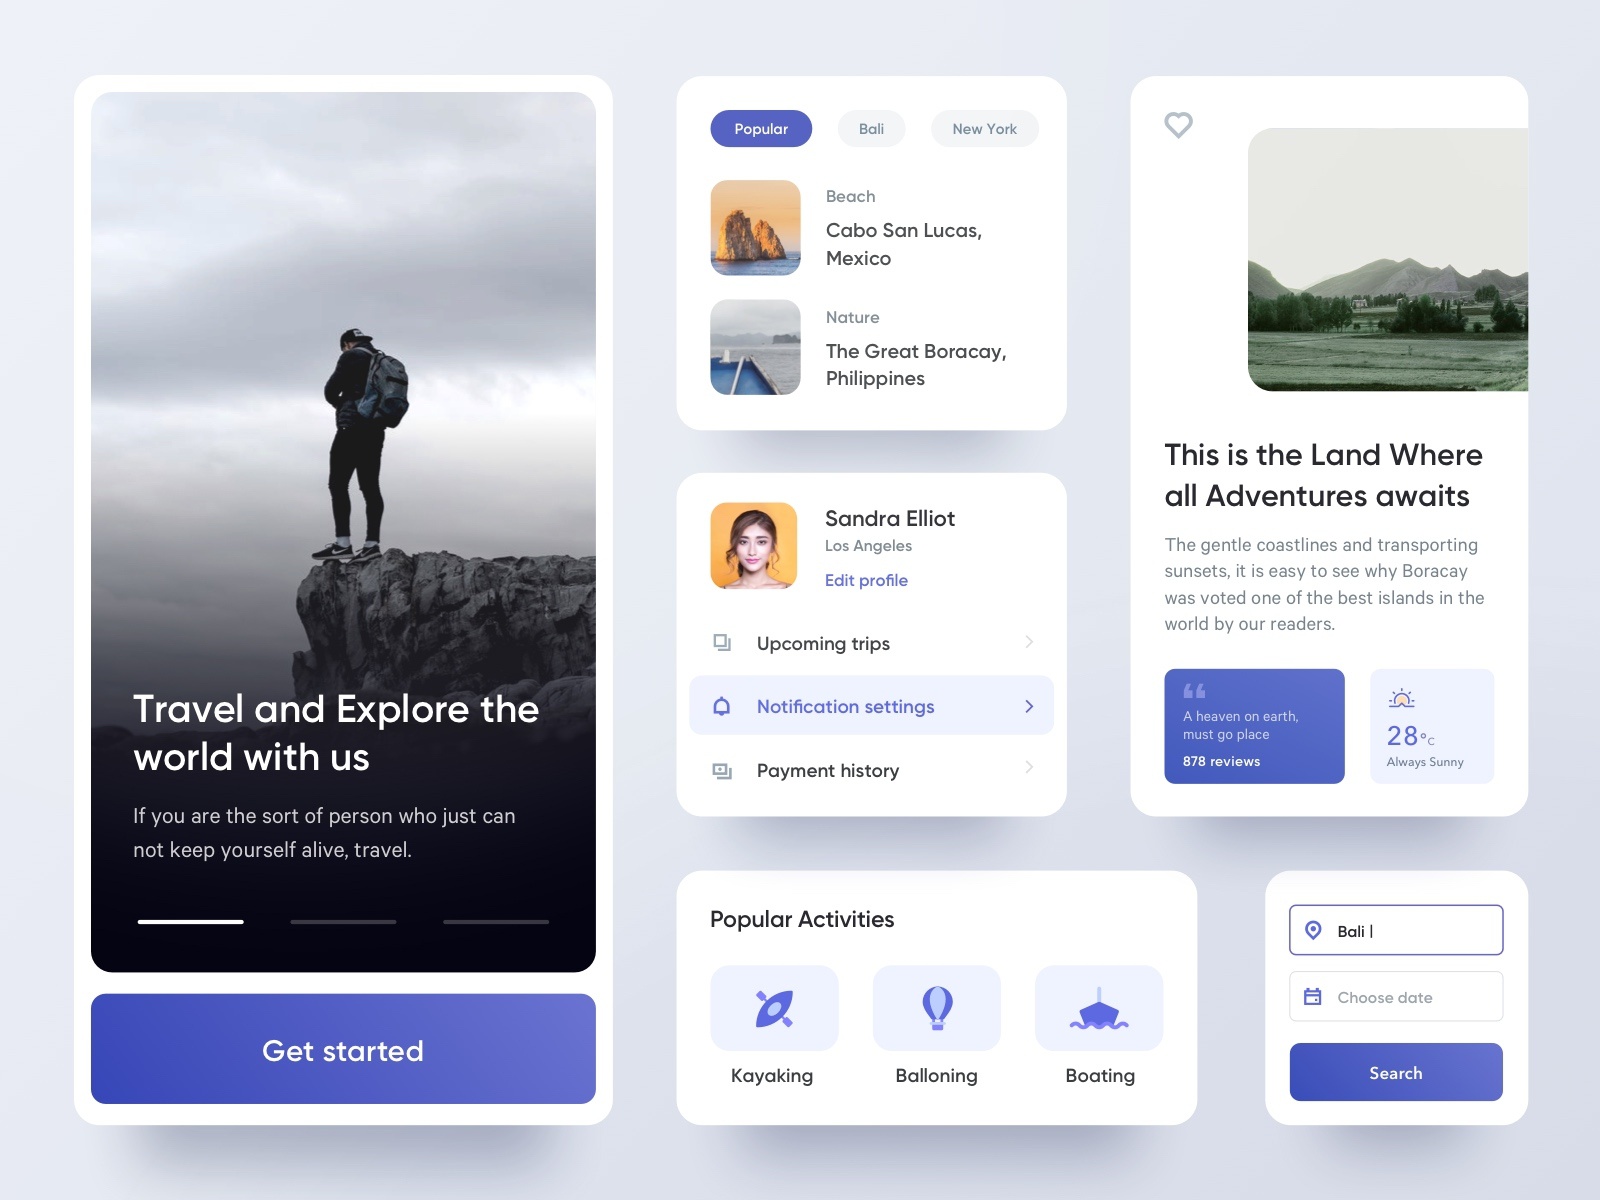 Travel and Explore the
world with us
If you are the sort of person who just can
not keep yourself alive, travel.
Get started
Popular
Bali
New York
Beach
Cabo San Lucas,
Mexico
Nature
The Great Boracay,
Philippines
Sandra Elliot
Los Angeles
Edit profile
Upcoming trips
Notification settings
Payment history
This is the Land Where
all Adventures awaits
The gentle coastlines and transporting
sunsets, it is easy to see why Boracay
was voted one of the best islands in the
world by our readers.
“
A heaven on earth,
must go place
878 reviews
28°C
Always Sunny
Popular Activities
Kayaking
Balloning
Boating
Bali |
Choose date
Search